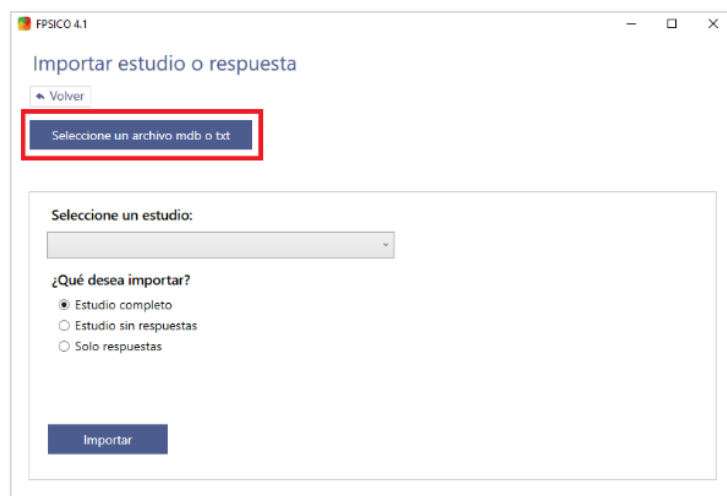 FPSICO 4.1
Importar estudio o respuesta
Volver
Seleccione un archivo mdb o txt
Seleccione un estudio:
¿Qué desea importar?
Estudio completo
Estudio sin respuestas
Solo respuestas
Importar